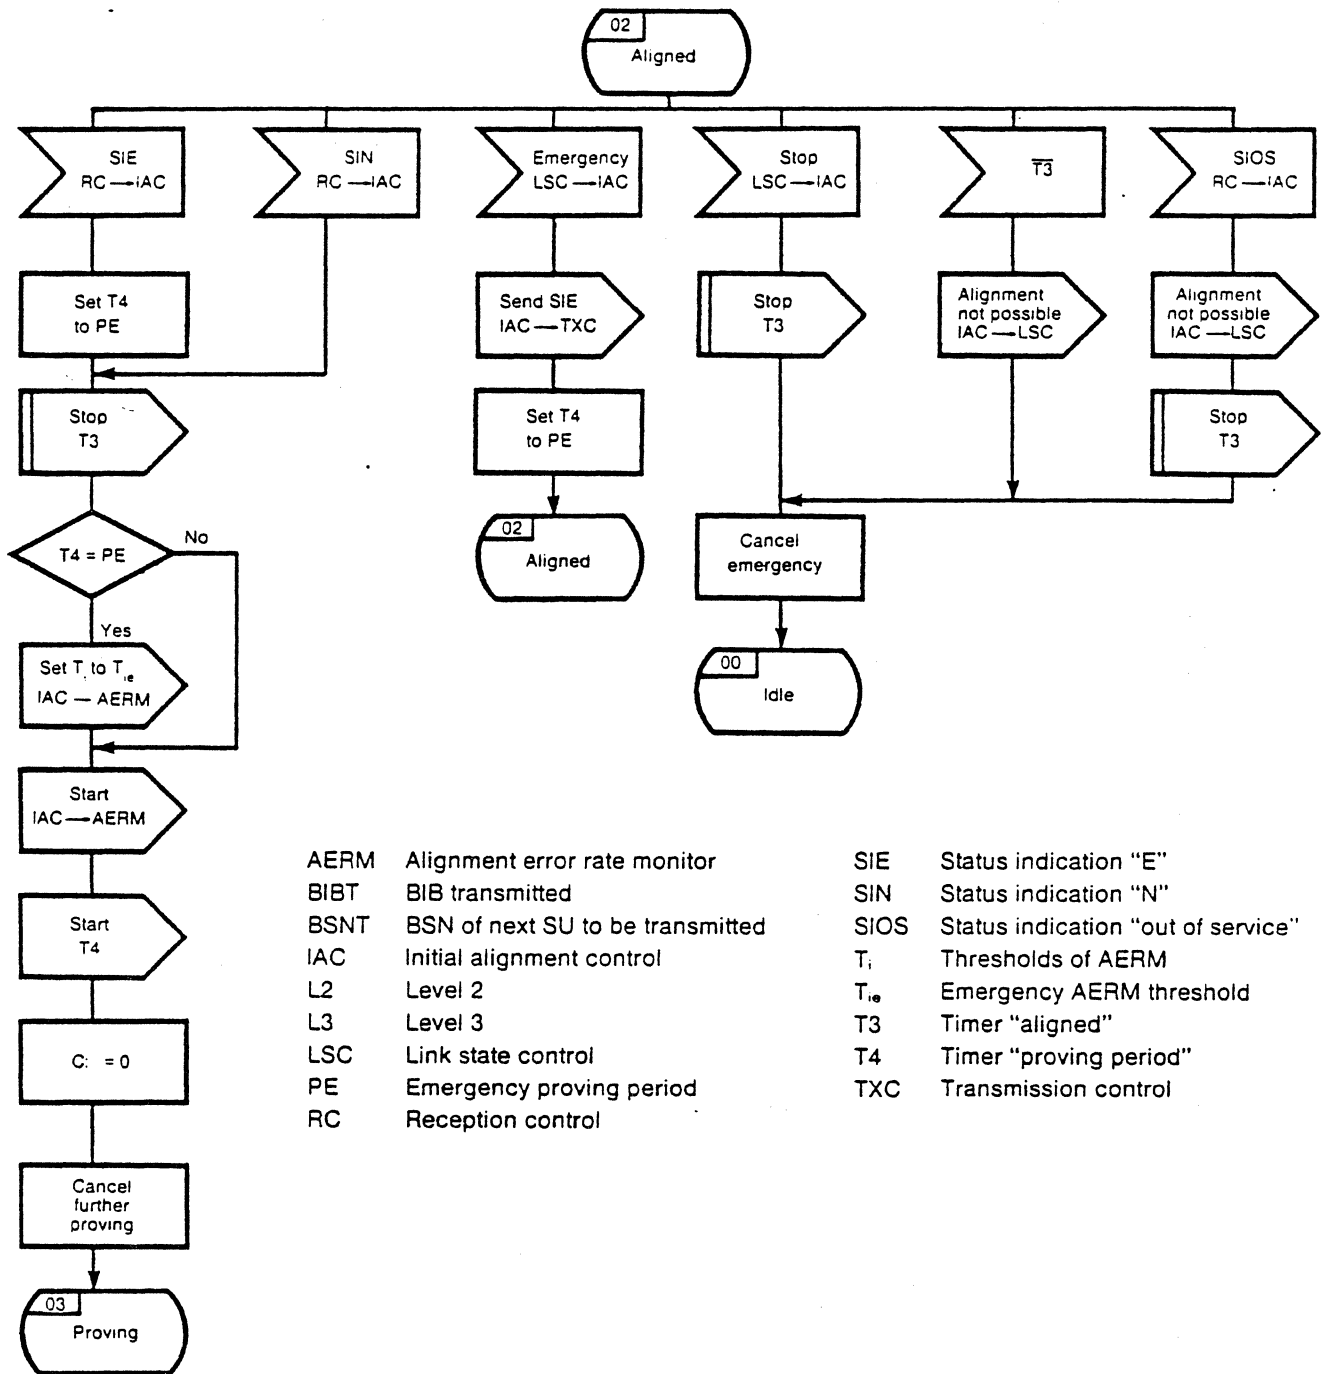 02
Aligned
SIE
RC → IAC
SIN
RC → IAC
Emergency
LSC → IAC
Stop
LSC → IAC
T3̅
SIOS
RC → IAC
Set T4
to PE
Send SIE
IAC → TXC
Stop
T3
Alignment
not possible
IAC → LSC
Alignment
not possible
IAC → LSC
Stop
T3
Set T4
to PE
Stop
T3
T4 = PE
No
Yes
02
Aligned
Cancel
emergency
Set Tᵢ to Tᵢₑ
IAC — AERM
00
Idle
Start
IAC → AERM
Start
T4
C: = 0
Cancel
further
proving
03
Proving
AERM Alignment error rate monitor
BIBT BIB transmitted
BSNT BSN of next SU to be transmitted
IAC Initial alignment control
L2 Level 2
L3 Level 3
LSC Link state control
PE Emergency proving period
RC Reception control
SIE Status indication "E"
SIN Status indication "N"
SIOS Status indication "out of service"
Tᵢ Thresholds of AERM
Tᵢₑ Emergency AERM threshold
T3 Timer "aligned"
T4 Timer "proving period"
TXC Transmission control